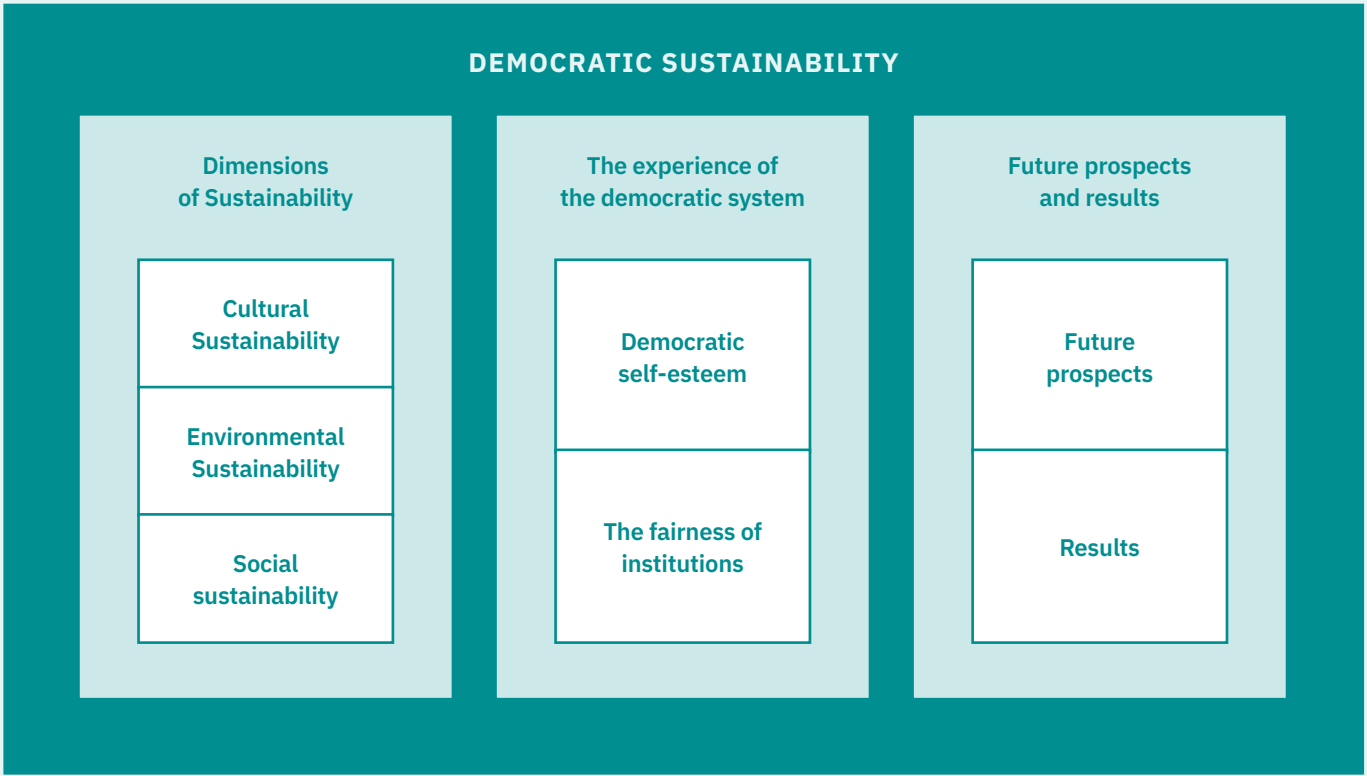 DEMOCRATIC SUSTAINABILITY
Dimensions
of Sustainability
Cultural
Sustainability
Environmental
Sustainability
Social
sustainability
The experience of
the democratic system
Democratic
self-esteem
The fairness of
institutions
Future prospects
and results
Future
prospects
Results